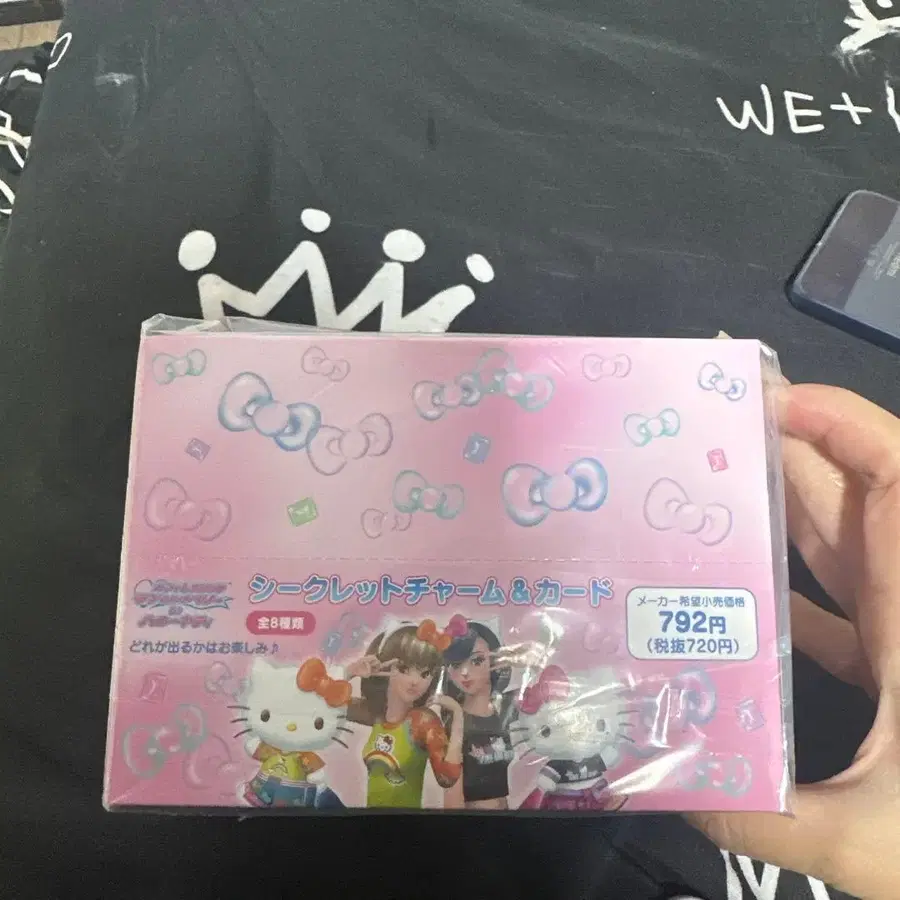 WE+
シークレットチャーム&カード
全8種類
どれが出るかはお楽しみ♪
メーカー希望小売価格
792円
(税抜720円)